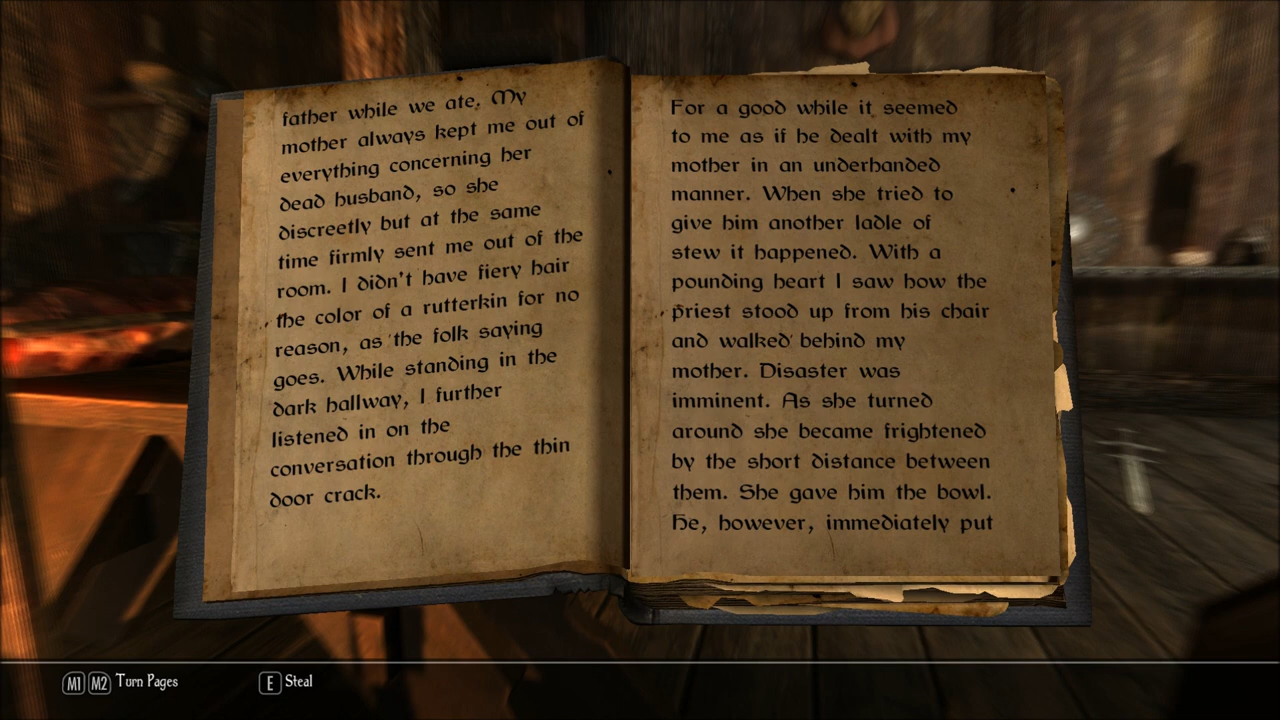 father while we ate. My
mother always kept me out of
everything concerning her
dead husband, so she
discreetly but at the same
time firmly sent me out of the
room. I didn't have fiery hair
the color of a rutterkin for no
reason, as the folk saying
goes. While standing in the
dark hallway, I further
listened in on the
conversation through the thin
door crack.
For a good while it seemed
to me as if he dealt with my
mother in an underhanded
manner. When she tried to
give him another ladle of
stew it happened. With a
pounding heart I saw how the
priest stood up from his chair
and walked behind my
mother. Disaster was
imminent. As she turned
around she became frightened
by the short distance between
them. She gave him the bowl.
He, however, immediately put
M1 M2 Turn Pages
E Steal